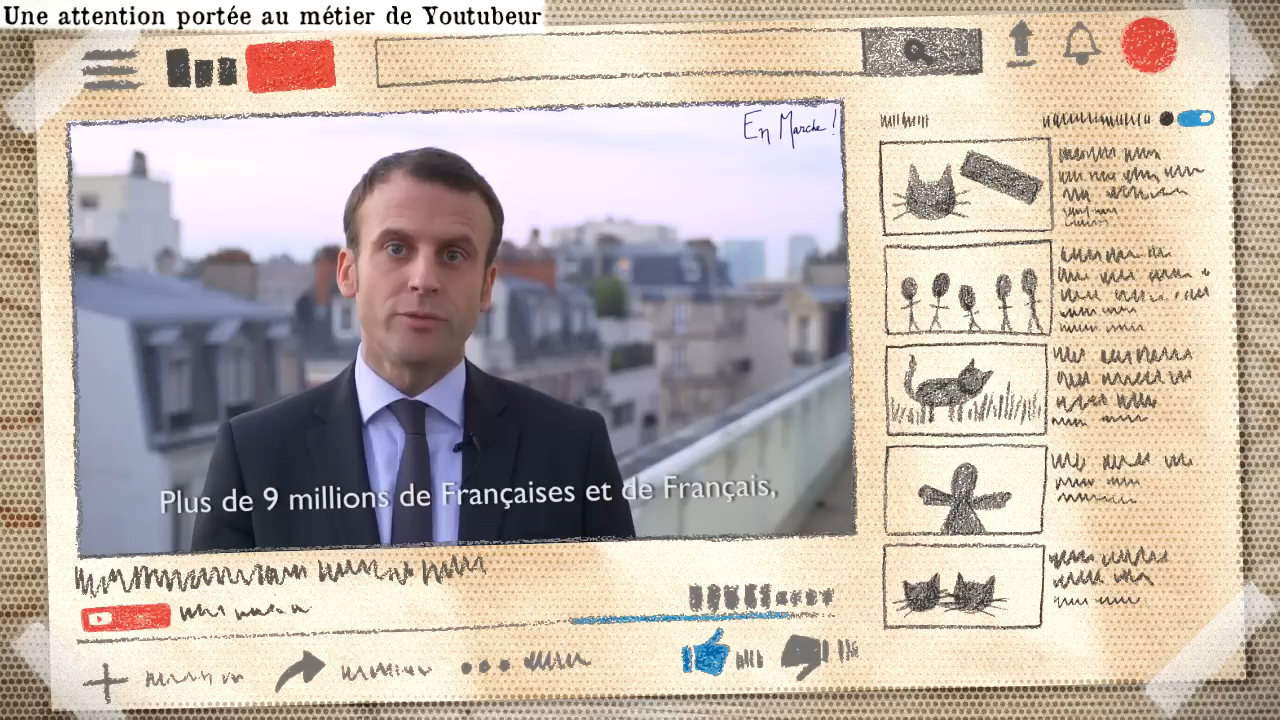 Une attention portée au métier de Youtubeur
En Marche !
Plus de 9 millions de Françaises et de Français,